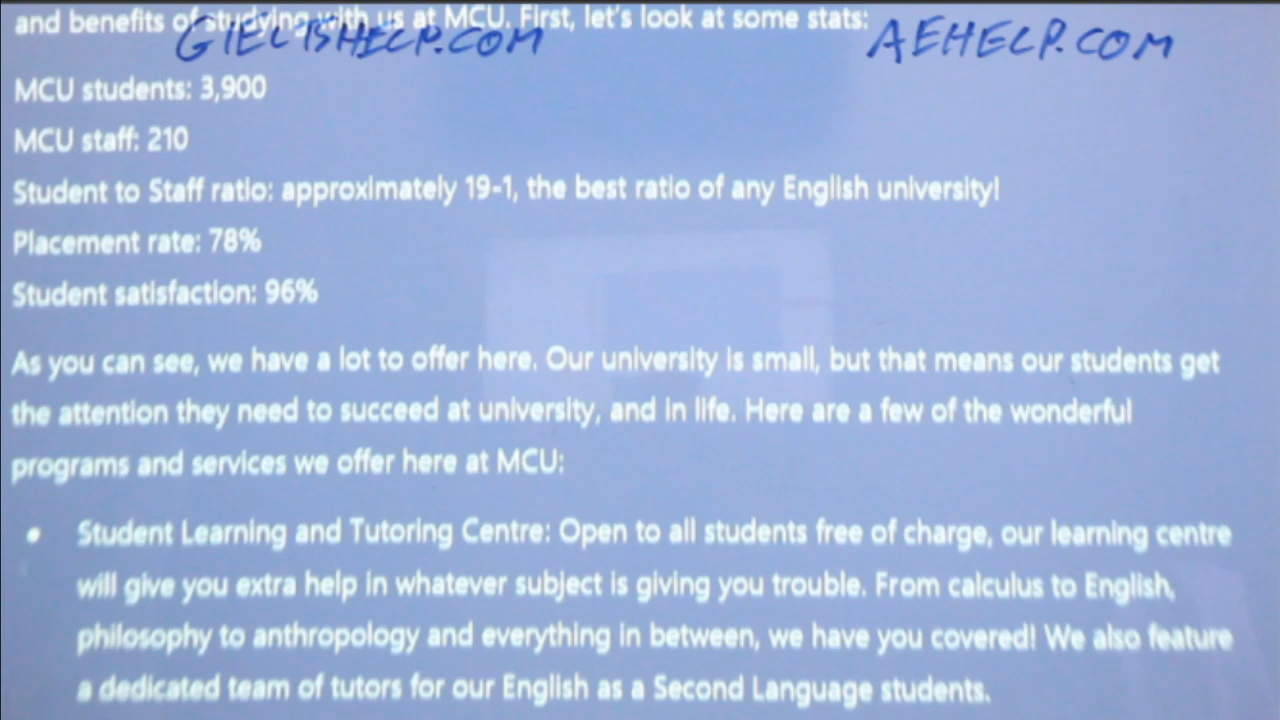 and benefits of studying with us at MCU. First, let's look at some stats:
GIELTSHELP.COM AEHELP.COM
MCU students: 3,900
MCU staff: 210
Student to Staff ratio: approximately 19-1, the best ratio of any English university!
Placement rate: 78%
Student satisfaction: 96%
As you can see, we have a lot to offer here. Our university is small, but that means our students get
the attention they need to succeed at university, and in life. Here are a few of the wonderful
programs and services we offer here at MCU:
• Student Learning and Tutoring Centre: Open to all students free of charge, our learning centre
will give you extra help in whatever subject is giving you trouble. From calculus to English,
philosophy to anthropology and everything in between, we have you covered! We also feature
a dedicated team of tutors for our English as a Second Language students.